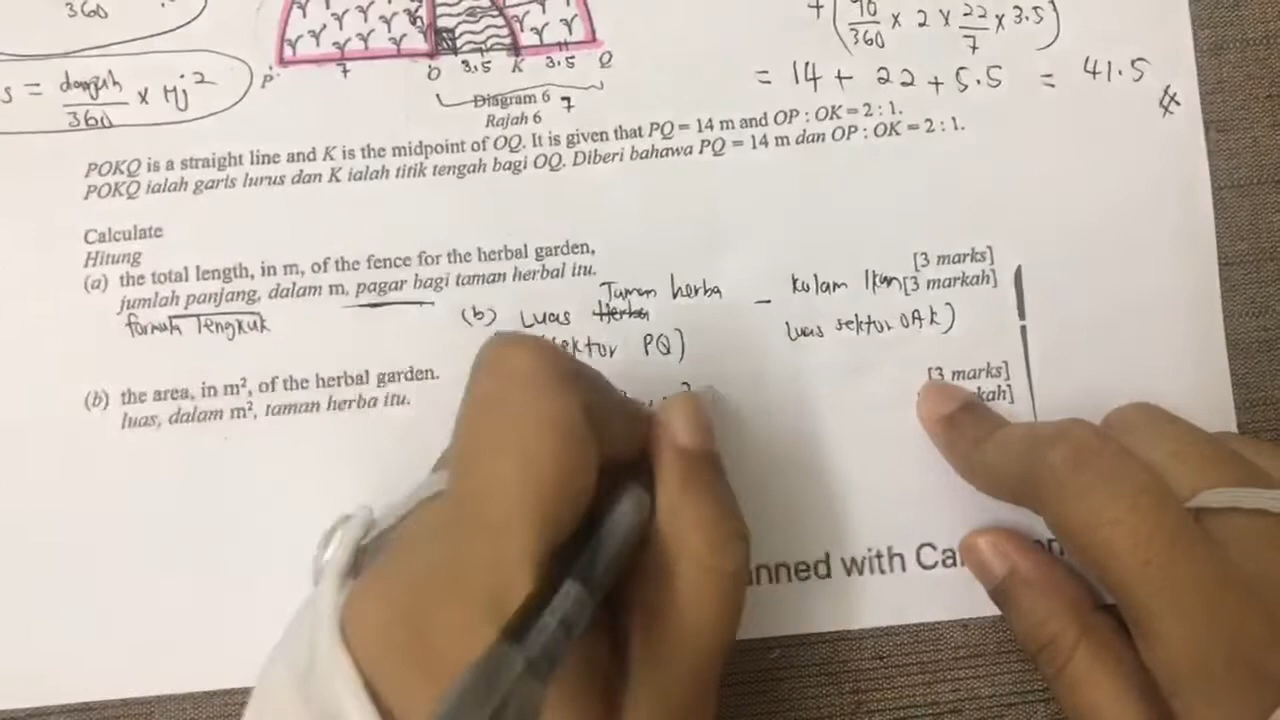 360
s = darjah/360 × πj²
P 7 O 3.5 K 3.5 Q
7
+ (90/360 × 2 × 22/7 × 3.5)
= 14 + 22 + 5.5 = 41.5
Diagram 6
Rajah 6
POKQ is a straight line and K is the midpoint of OQ. It is given that PQ = 14 m and OP : OK = 2 : 1.
POKQ ialah garis lurus dan K ialah titik tengah bagi OQ. Diberi bahawa PQ = 14 m dan OP : OK = 2 : 1.
Calculate
Hitung
(a) the total length, in m, of the fence for the herbal garden,
[3 marks]
jumlah panjang, dalam m, pagar bagi taman herbal itu.
[3 markah]
formula lengkuk
(b) Luas Herba Taman herba – kolam Ikan
sektor PQ) luas sektor OAK)
(b) the area, in m², of the herbal garden.
[3 marks]
luas, dalam m², taman herba itu.
kah]
nned with Ca